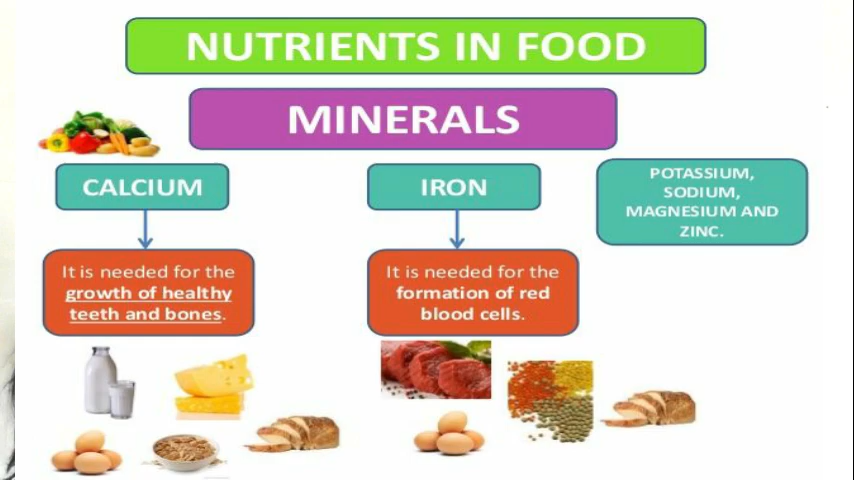 NUTRIENTS IN FOOD
MINERALS
CALCIUM
IRON
POTASSIUM,
SODIUM,
MAGNESIUM AND
ZINC.
It is needed for the
growth of healthy
teeth and bones.
It is needed for the
formation of red
blood cells.